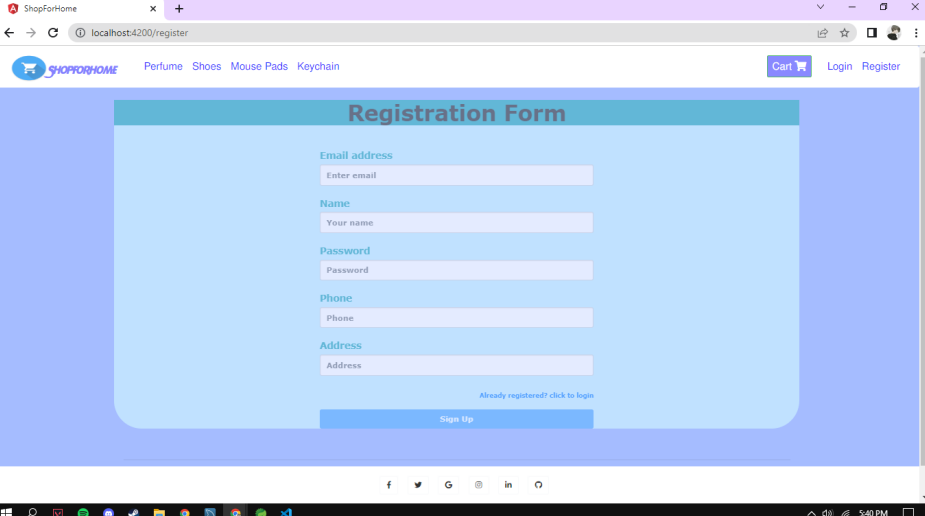 ShopForHome
localhost:4200/register
SHOPFORHOME
Perfume Shoes Mouse Pads Keychain
Cart
Login Register
Registration Form
Email address
Enter email
Name
Your name
Password
Password
Phone
Phone
Address
Address
Already registered? click to login
Sign Up
5:40 PM